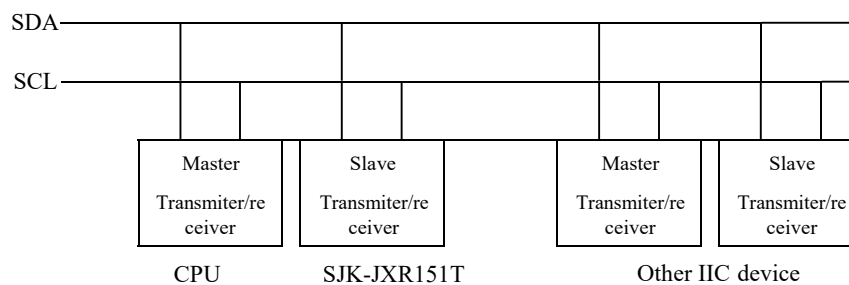 SDA
SCL
Master Slave Master Slave
Transmiter/re Transmiter/re Transmiter/re Transmiter/re
ceiver ceiver ceiver ceiver
CPU SJK-JXR151T Other IIC device